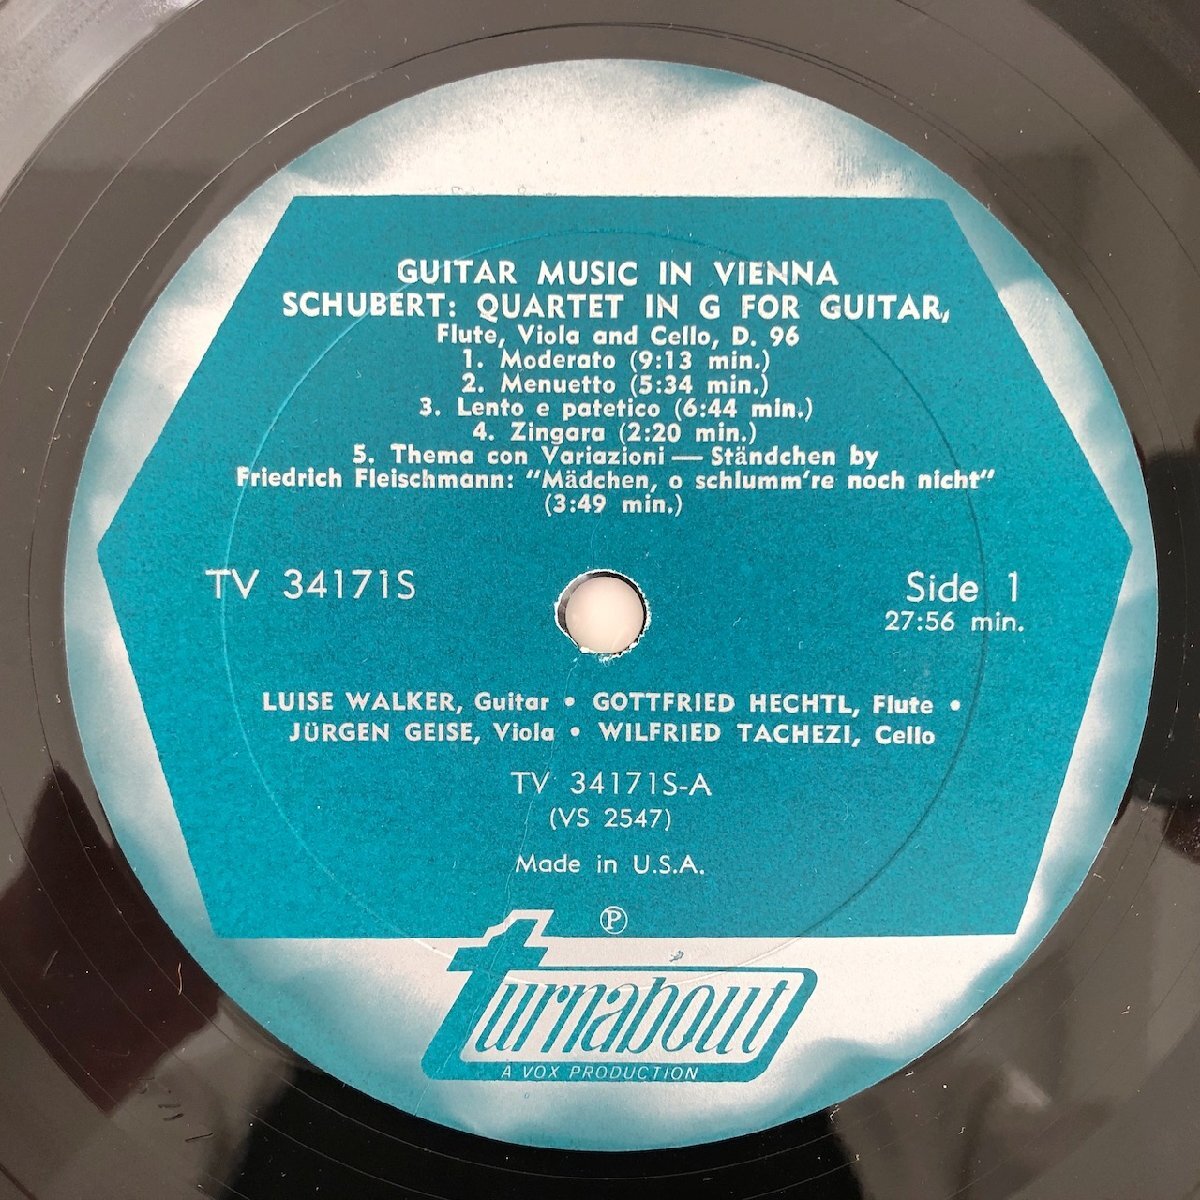 GUITAR MUSIC IN VIENNA
SCHUBERT: QUARTET IN G FOR GUITAR,
Flute, Viola and Cello, D. 96
1. Moderato (9:13 min.)
2. Menuetto (5:34 min.)
3. Lento e patetico (6:44 min.)
4. Zingara (2:20 min.)
5. Thema con Variazioni — Ständchen by
Friedrich Fleischmann: "Mädchen, o schlumm're noch nicht"
(3:49 min.)
TV 34171S
Side 1
27:56 min.
LUISE WALKER, Guitar • GOTTFRIED HECHTL, Flute •
JÜRGEN GEISE, Viola • WILFRIED TACHEZI, Cello
TV 34171S-A
(VS 2547)
Made in U.S.A.
℗
turnabout
A VOX PRODUCTION